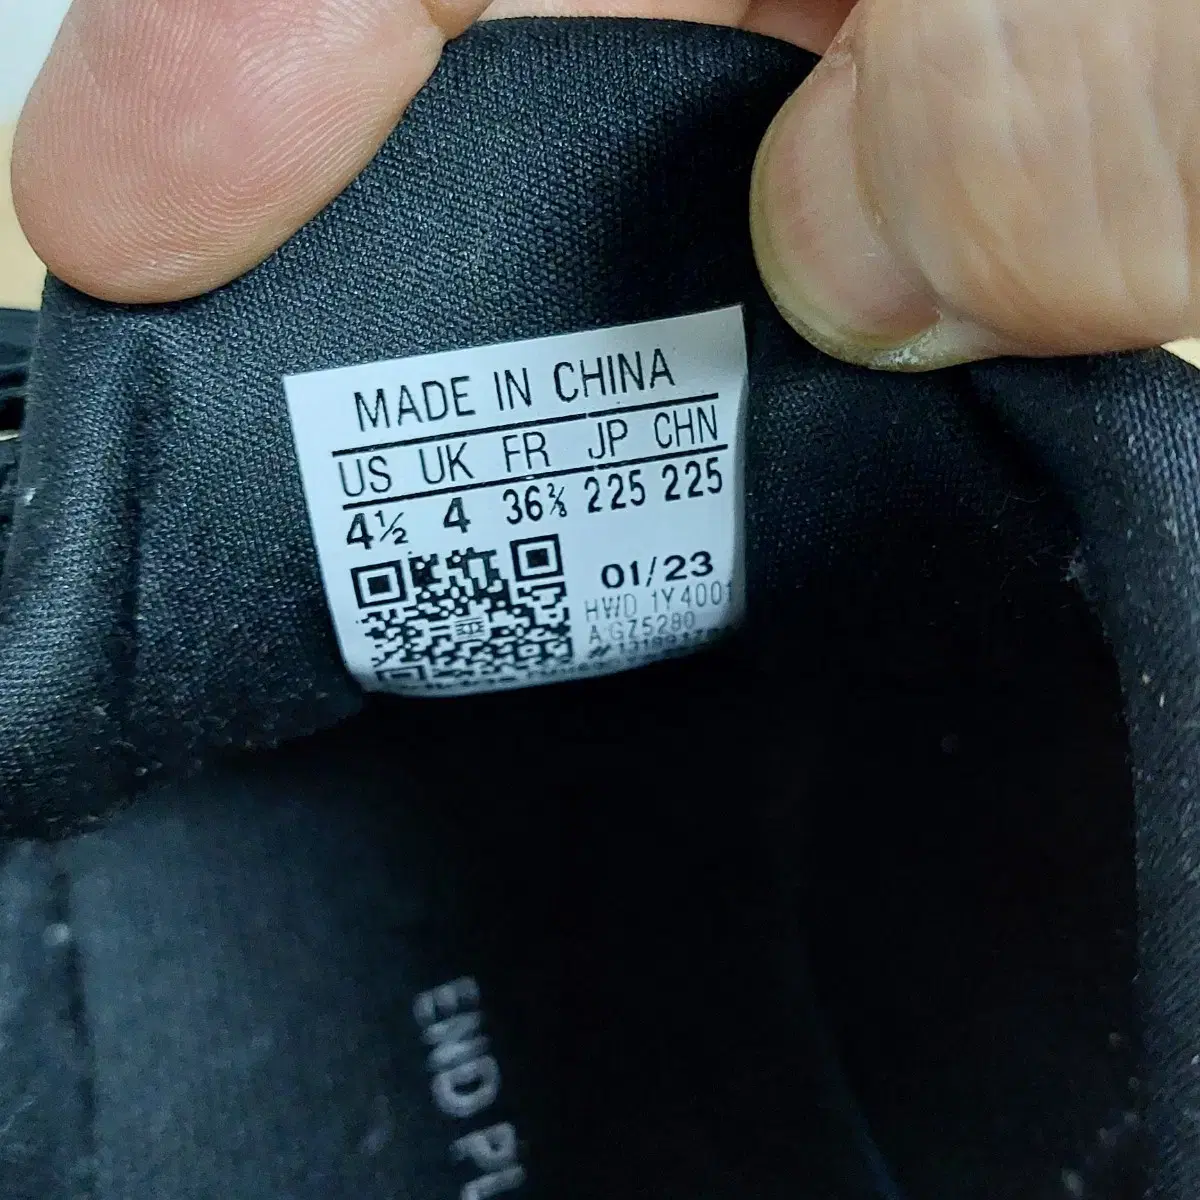 MADE IN CHINA
US UK FR JP CHN
4½ 4 36⅔ 225 225
01/23
HWD 1Y4001
A.GZ5280
END PL